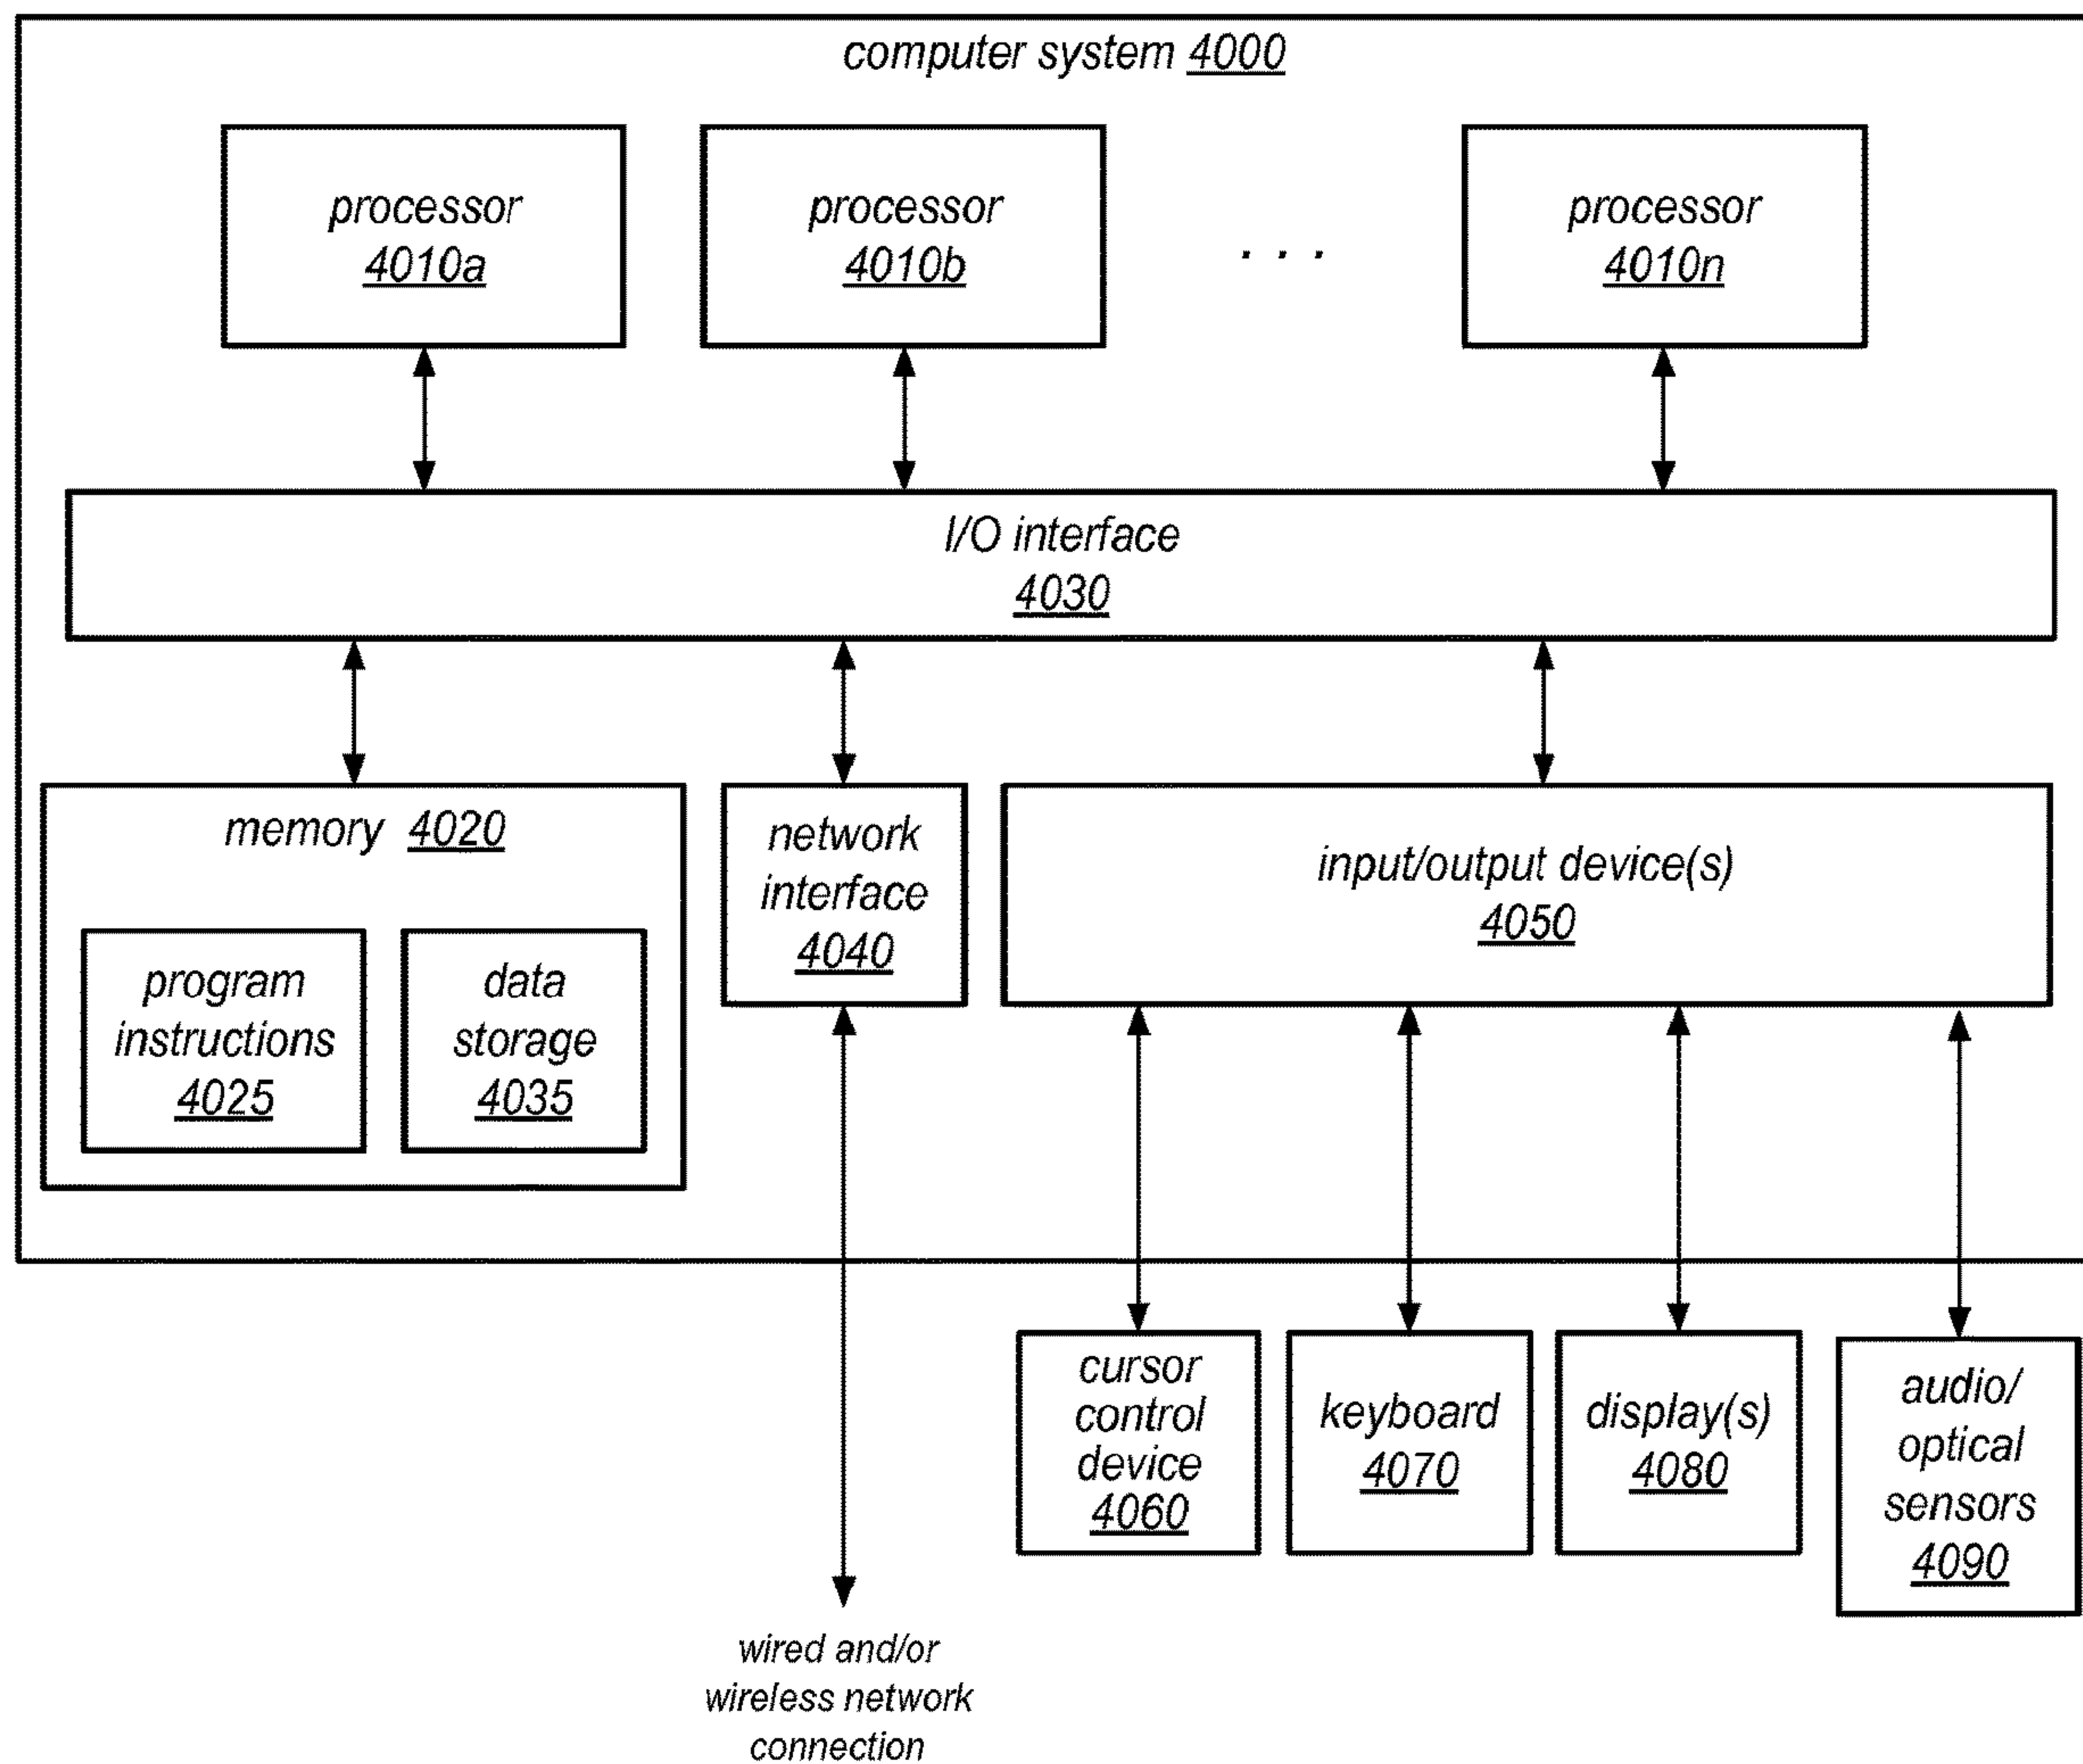 computer system 4000
processor
4010a
processor
4010b
. . .
processor
4010n
I/O interface
4030
memory 4020
program
instructions
4025
data
storage
4035
network
interface
4040
input/output device(s)
4050
cursor
control
device
4060
keyboard
4070
display(s)
4080
audio/
optical
sensors
4090
wired and/or
wireless network
connection